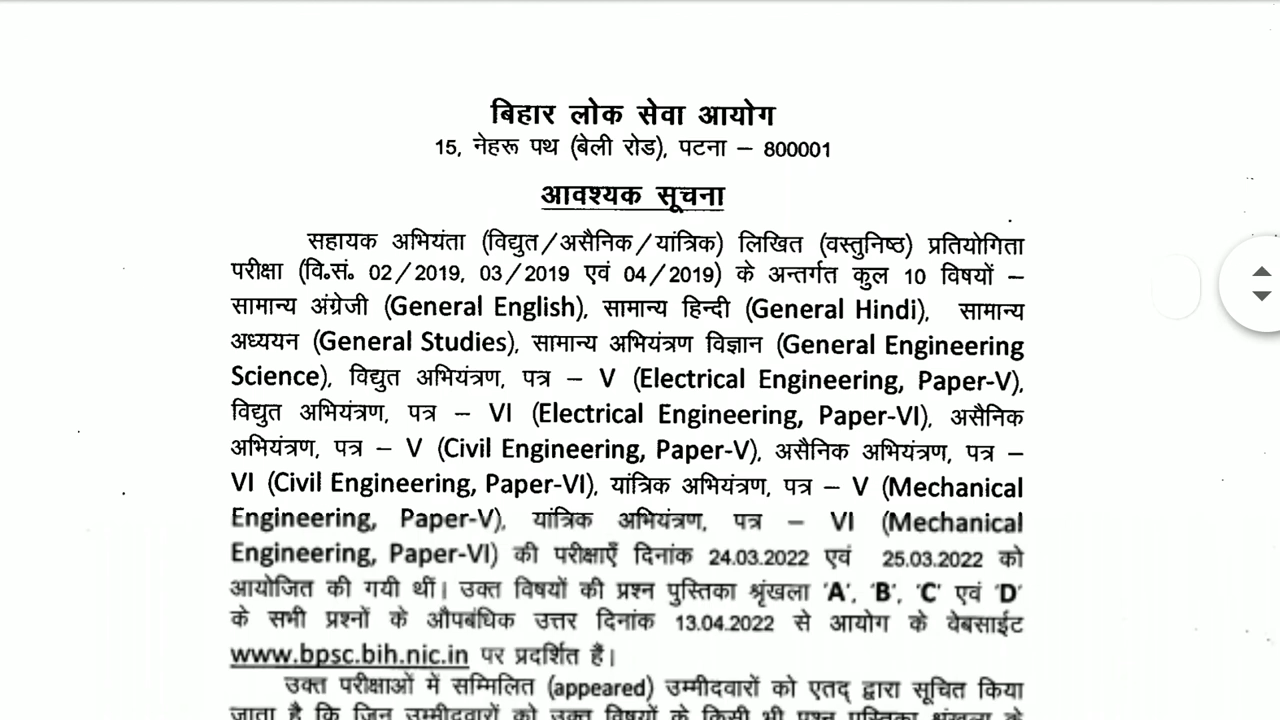 बिहार लोक सेवा आयोग
15, नेहरू पथ (बेली रोड), पटना – 800001
आवश्यक सूचना
सहायक अभियंता (विद्युत/असैनिक/यांत्रिक) लिखित (वस्तुनिष्ठ) प्रतियोगिता
परीक्षा (वि.सं. 02/2019, 03/2019 एवं 04/2019) के अन्तर्गत कुल 10 विषयों –
सामान्य अंग्रेजी (General English), सामान्य हिन्दी (General Hindi), सामान्य
अध्ययन (General Studies), सामान्य अभियंत्रण विज्ञान (General Engineering
Science), विद्युत अभियंत्रण, पत्र – V (Electrical Engineering, Paper-V),
विद्युत अभियंत्रण, पत्र – VI (Electrical Engineering, Paper-VI), असैनिक
अभियंत्रण, पत्र – V (Civil Engineering, Paper-V), असैनिक अभियंत्रण, पत्र –
VI (Civil Engineering, Paper-VI), यांत्रिक अभियंत्रण, पत्र – V (Mechanical
Engineering, Paper-V), यांत्रिक अभियंत्रण, पत्र – VI (Mechanical
Engineering, Paper-VI) की परीक्षाएँ दिनांक 24.03.2022 एवं 25.03.2022 को
आयोजित की गयी थीं। उक्त विषयों की प्रश्न पुस्तिका श्रृंखला 'A', 'B', 'C' एवं 'D'
के सभी प्रश्नों के औपबंधिक उत्तर दिनांक 13.04.2022 से आयोग के वेबसाईट
www.bpsc.bih.nic.in पर प्रदर्शित हैं।
उक्त परीक्षाओं में सम्मिलित (appeared) उम्मीदवारों को एतद् द्वारा सूचित किया
जाता है कि जिन उम्मीदवारों को उक्त विषयों के किसी भी प्रश्न पुस्तिका श्रृंखला के